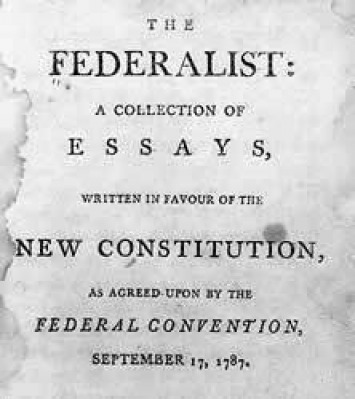 THE
FEDERALIST:
A COLLECTION OF
ESSAYS,
WRITTEN IN FAVOUR OF THE
NEW CONSTITUTION,
AS AGREED UPON BY THE
FEDERAL CONVENTION,
SEPTEMBER 17, 1787.